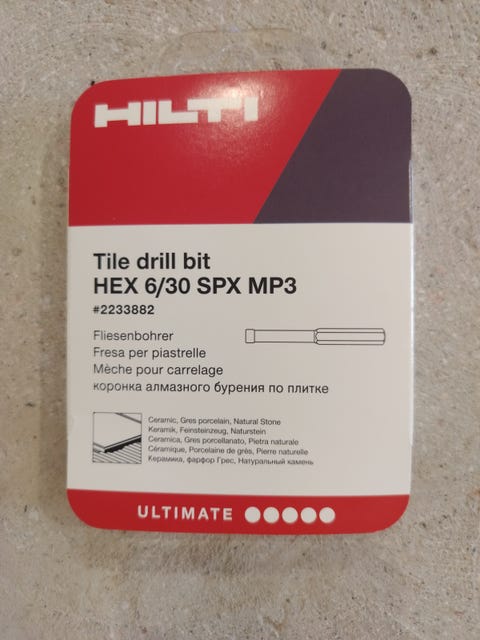 HILTI
Tile drill bit
HEX 6/30 SPX MP3
#2233882
Fliesenbohrer
Fresa per piastrelle
Mèche pour carrelage
коронка алмазного бурения по плитке
Ceramic, Gres porcelain, Natural Stone
Keramik, Feinsteinzeug, Naturstein
Ceramica, Gres porcellanato, Pietra naturale
Céramique, Porcelaine de grès, Pierre naturelle
Керамика, фарфор Грес, Натуральный камень
ULTIMATE